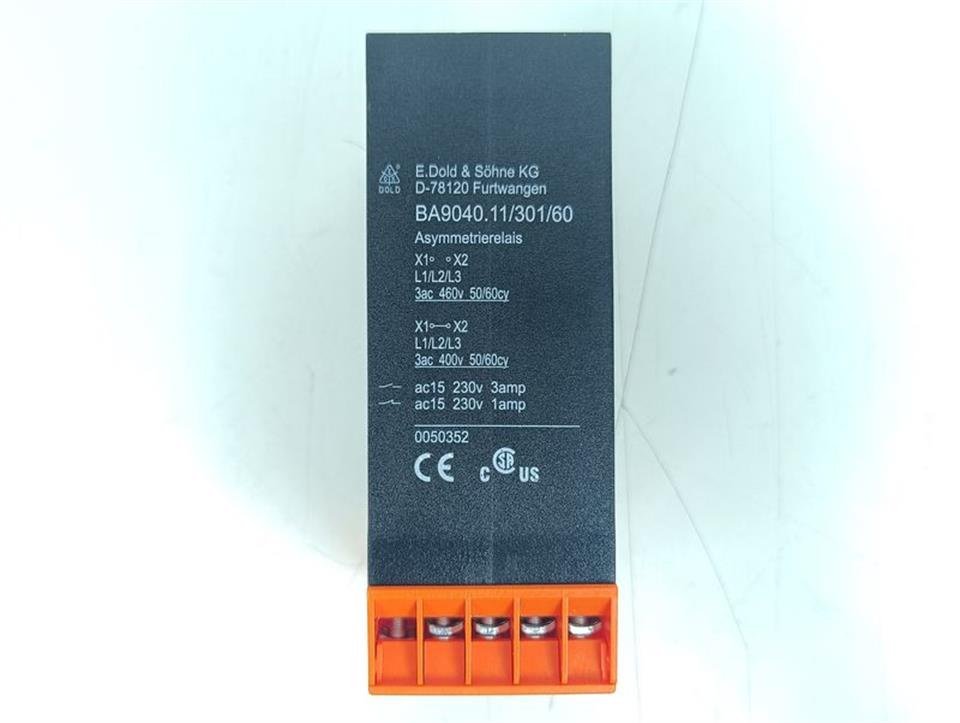 DOLD
E.Dold & Söhne KG
D-78120 Furtwangen
BA9040.11/301/60
Asymmetrierelais
X1 X2
L1/L2/L3
3ac 460v 50/60cy
X1 X2
L1/L2/L3
3ac 400v 50/60cy
ac15 230v 3amp
ac15 230v 1amp
0050352
CE C SA US